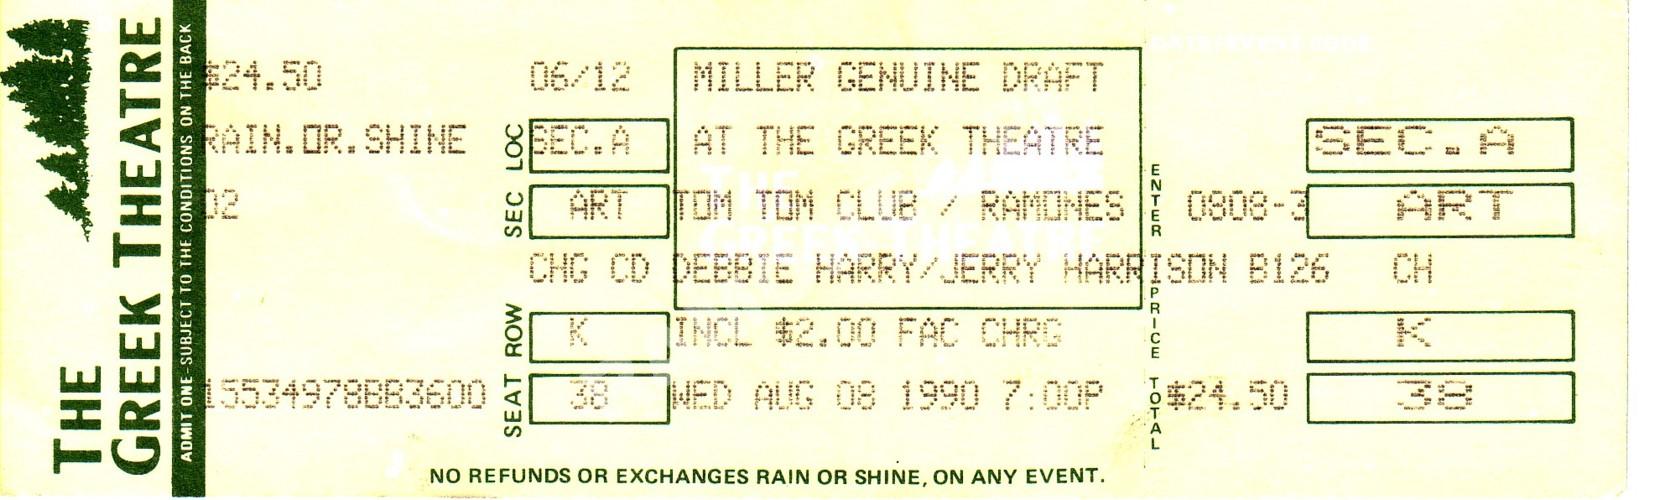 THE
GREEK THEATRE
ADMIT ONE-SUBJECT TO THE CONDITIONS ON THE BACK
$24.50 06/12 MILLER GENUINE DRAFT
RAIN.OR.SHINE LOC SEC.A AT THE GREEK THEATRE SEC.A
02 SEC ART TOM TOM CLUB / RAMONES ENTER 0808-3 ART
CHG CD DEBBIE HARRY/JERRY HARRISON B126 CH
ROW K INCL $2.00 FAC CHRG PRICE K
15534978BB3600 SEAT 38 WED AUG 08 1990 7:00P TOTAL $24.50 38
NO REFUNDS OR EXCHANGES RAIN OR SHINE, ON ANY EVENT.